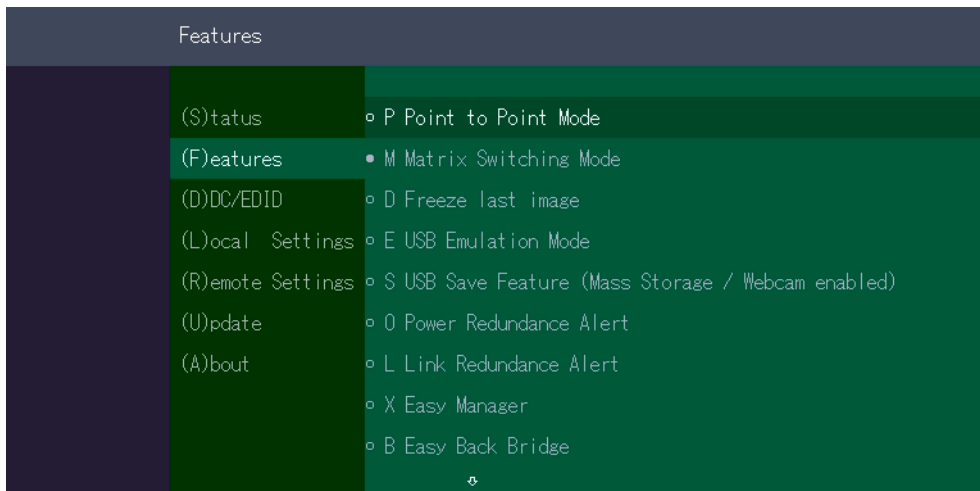 Features
(S)tatus
(F)eatures
(D)DC/EDID
(L)ocal Settings
(R)emote Settings
(U)pdate
(A)bout
P Point to Point Mode
M Matrix Switching Mode
D Freeze last image
E USB Emulation Mode
S USB Save Feature (Mass Storage / Webcam enabled)
O Power Redundance Alert
L Link Redundance Alert
X Easy Manager
B Easy Back Bridge